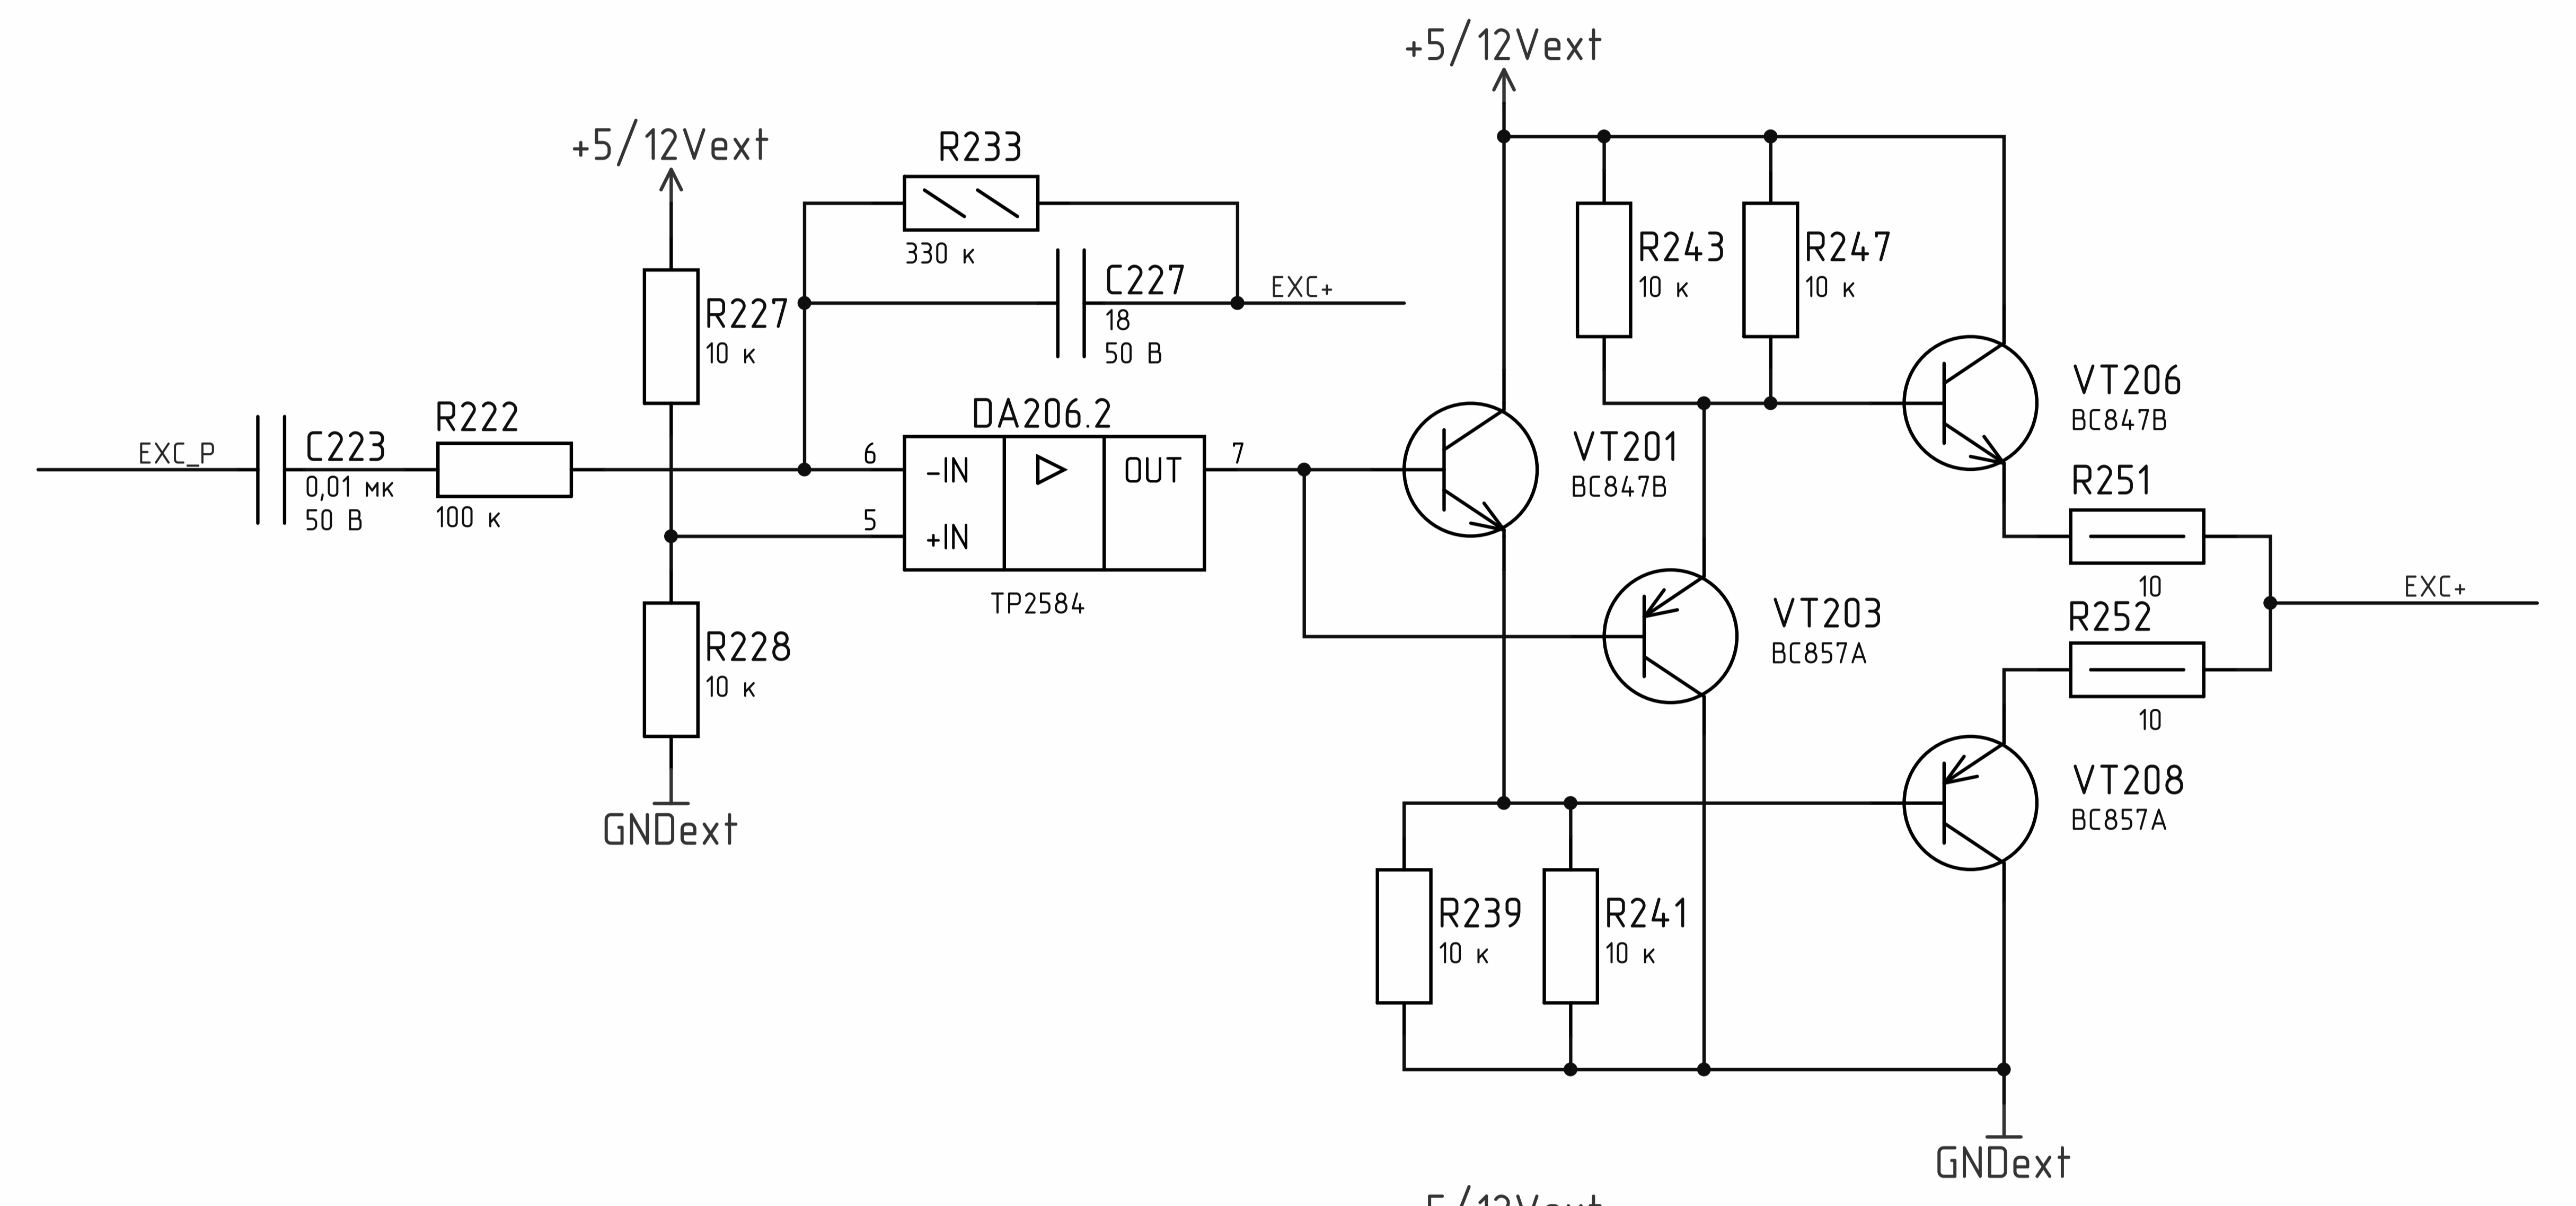 +5/12Vext
+5/12Vext
R233
330 к
C227
18
50 В
EXC+
R227
10 к
R243
10 к
R247
10 к
VT206
BC847B
EXC_P
C223
0,01 мк
50 В
R222
100 к
DA206.2
6
-IN
OUT
7
5
+IN
TP2584
VT201
BC847B
R251
10
EXC+
R252
10
VT203
BC857A
R228
10 к
GNDext
VT208
BC857A
R239
10 к
R241
10 к
GNDext